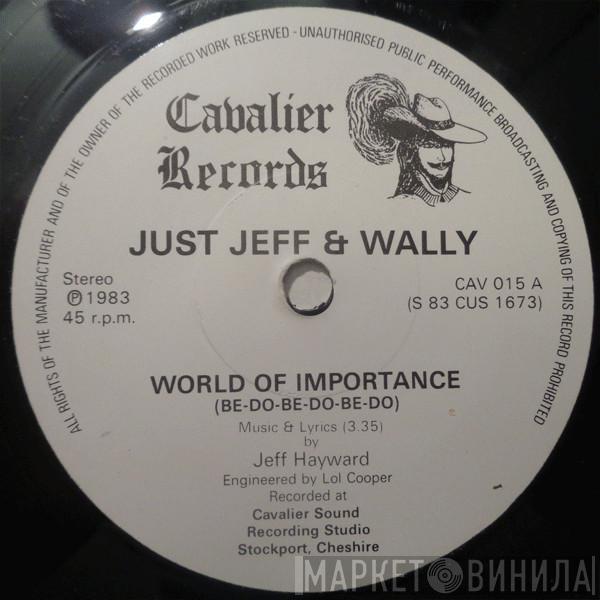 ALL RIGHTS OF THE MANUFACTURER AND OF THE OWNER OF THE RECORDED WORK RESERVED - UNAUTHORISED PUBLIC PERFORMANCE BROADCASTING AND COPYING OF THIS RECORD PROHIBITED
Cavalier
Records
JUST JEFF & WALLY
Stereo
Ⓟ 1983
45 r.p.m.
CAV 015 A
(S 83 CUS 1673)
WORLD OF IMPORTANCE
(BE-DO-BE-DO-BE-DO)
Music & Lyrics (3.35)
by
Jeff Hayward
Engineered by Lol Cooper
Recorded at
Cavalier Sound
Recording Studio
Stockport, Cheshire
МАРКЕТ ВИНИЛА